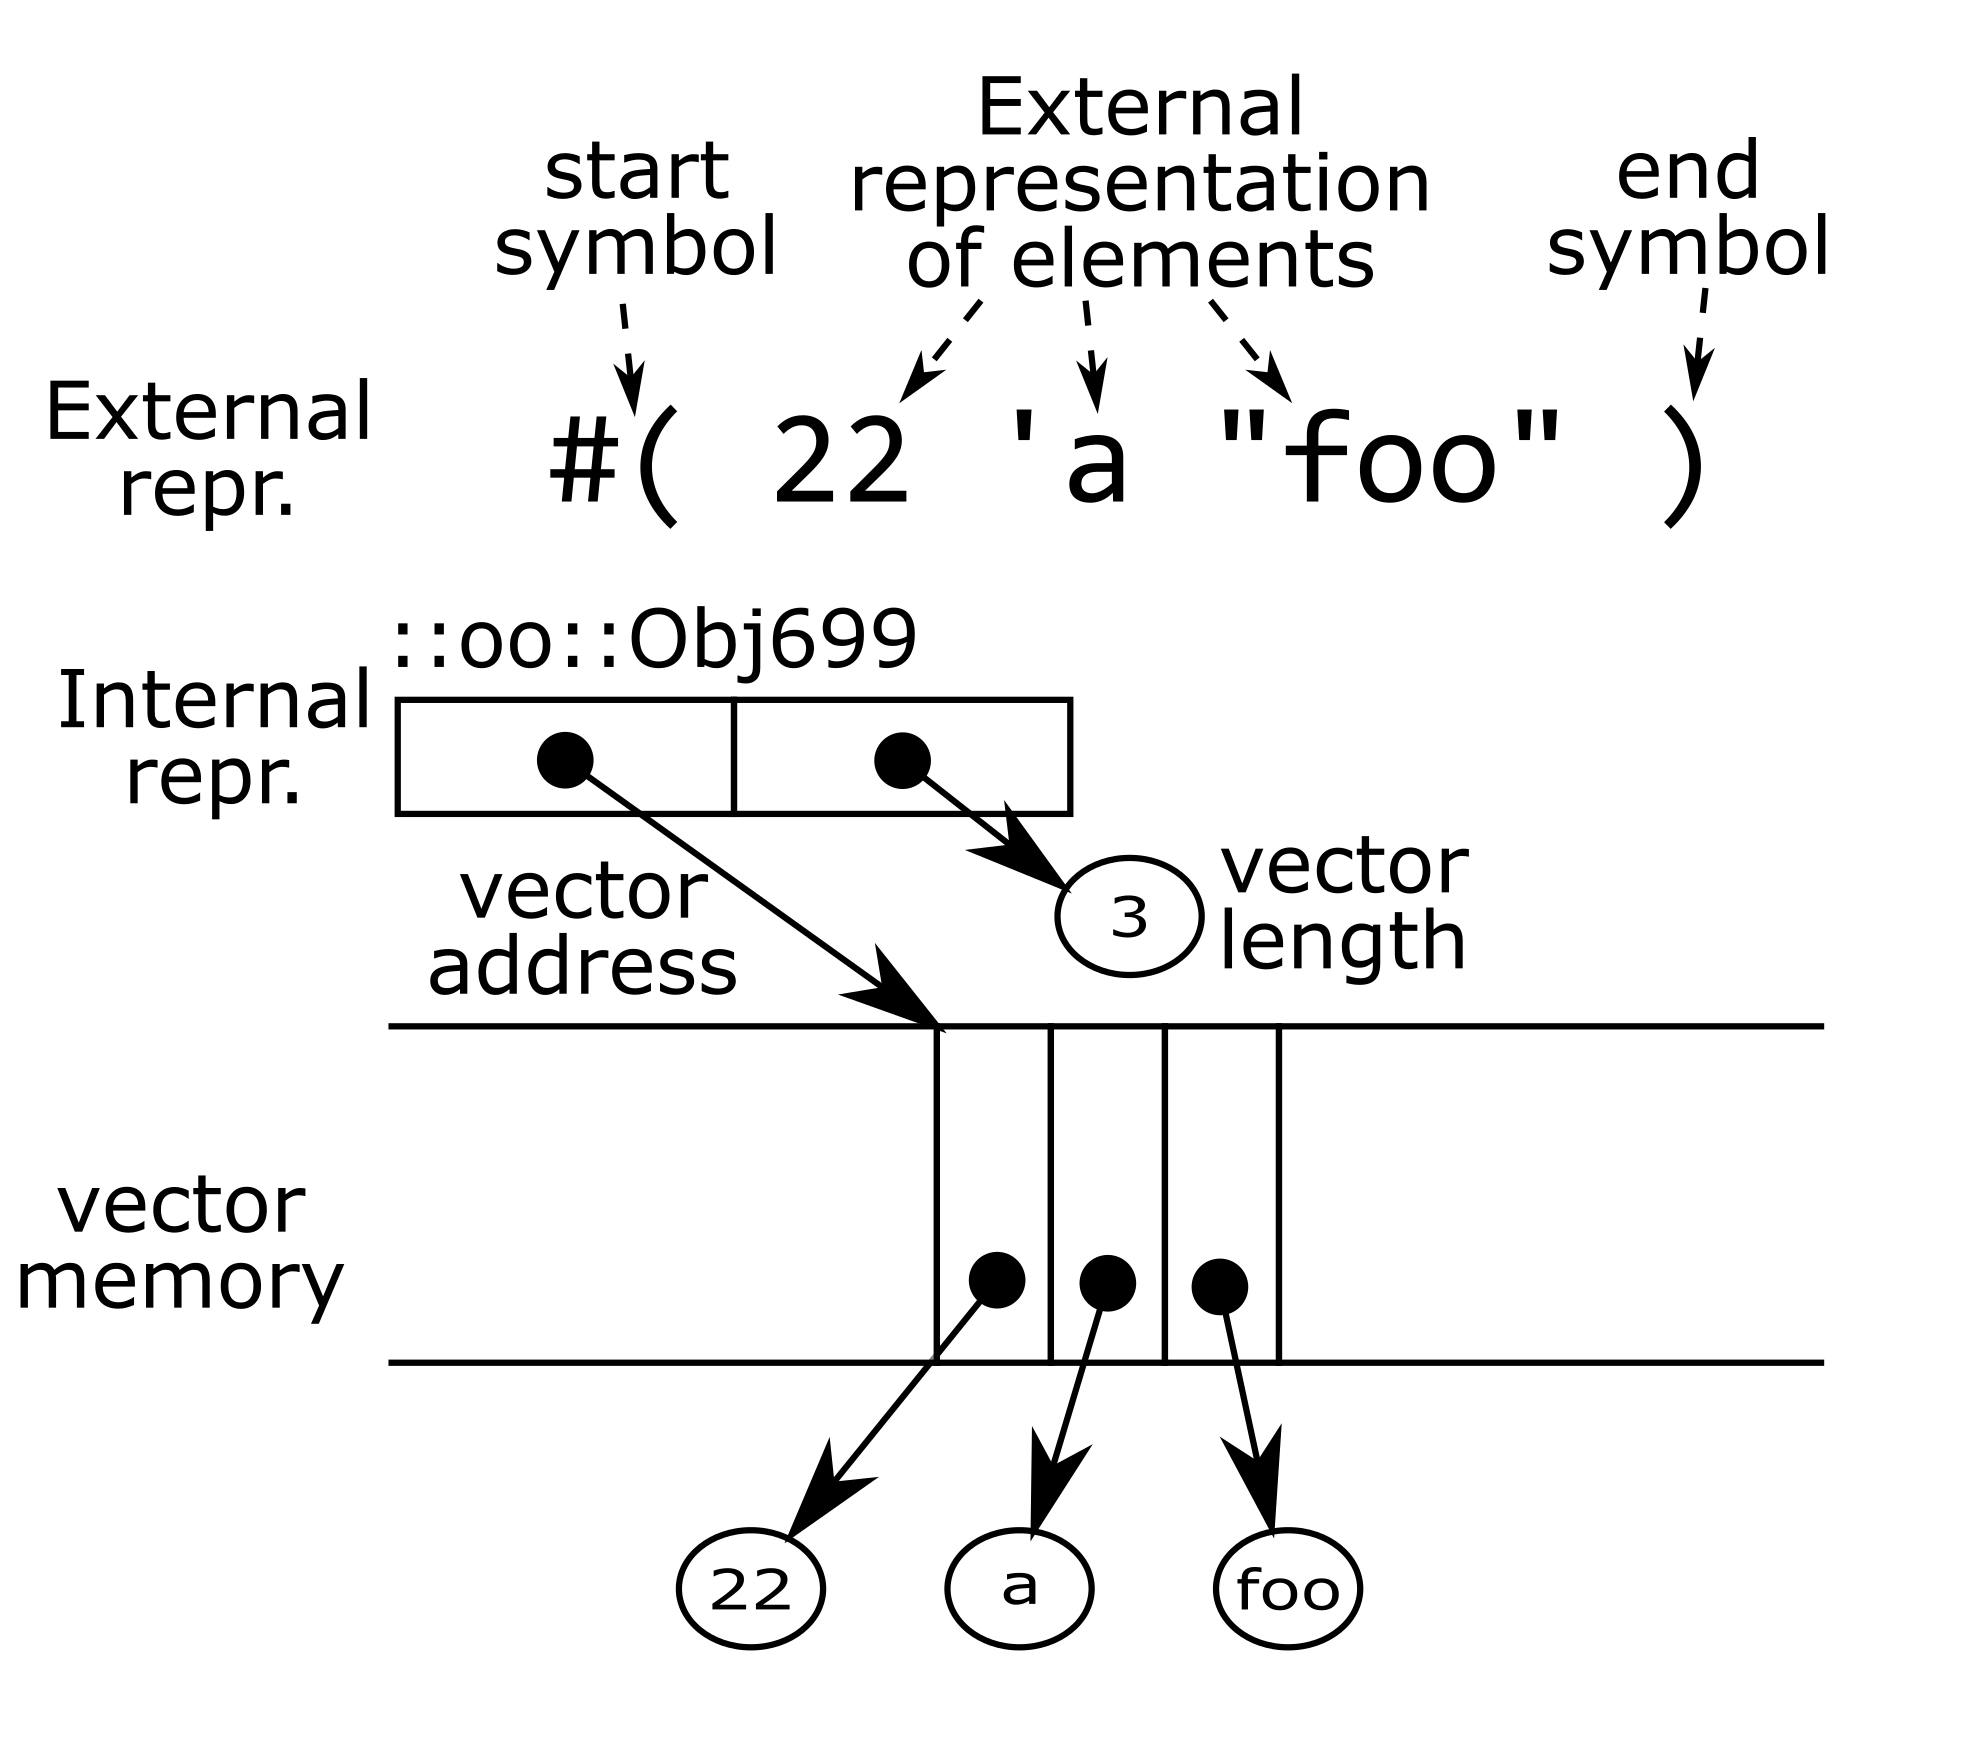 External
start
representation
end
symbol
of elements
symbol
External
repr.
#( 22 'a "foo" )
::oo::Obj699
Internal
repr.
vector
length
vector
address
3
vector
memory
22
a
foo